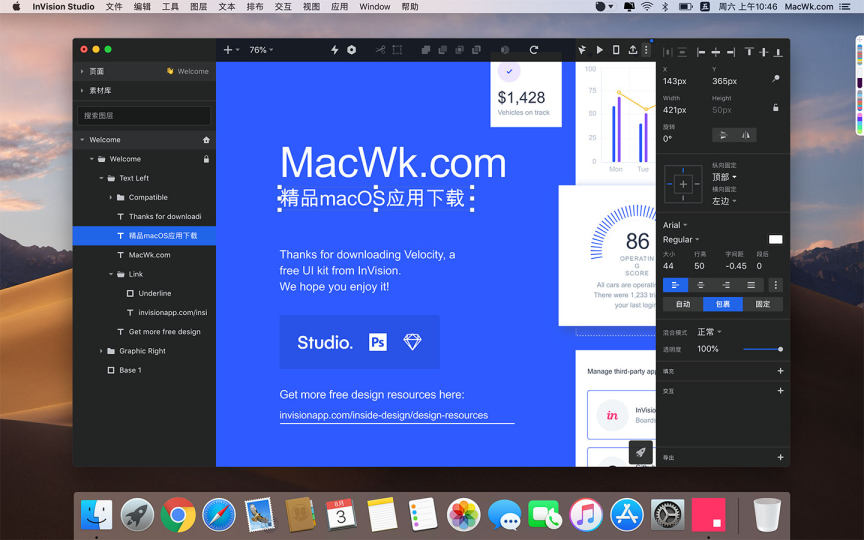 InVision Studio 文件 编辑 工具 图层 文本 排布 交互 视图 应用 Window 帮助
周六 上午10:46 MacWk.com
76%
页面
Welcome
素材库
搜索图层
Welcome
Welcome
Text Left
Compatible
Thanks for downloadi
精品macOS应用下载
MacWk.com
Link
Underline
invisionapp.com/insi
Get more free design
Graphic Right
Base 1
$1,428
Vehicles on track
MacWk.com
精品macOS应用下载
Thanks for downloading Velocity, a
free UI kit from InVision.
We hope you enjoy it!
Studio. Ps
Get more free design resources here:
invisionapp.com/inside-design/design-resources
100
75
50
25
0
Mon Tue
86
OPERATIN
G
SCORE
All cars are operati
There were 1,233 tri
your last login
Manage third-party app
in
InVisio
Boards
X Y
143px 365px
Width Height
421px 50px
旋转
0°
纵向固定
顶部
横向固定
左边
Arial
Regular
大小 行高 字间距 段后
44 50 -0.45 0
自动 包裹 固定
混合模式 正常
透明度 100%
填充
交互
导出
8月
3